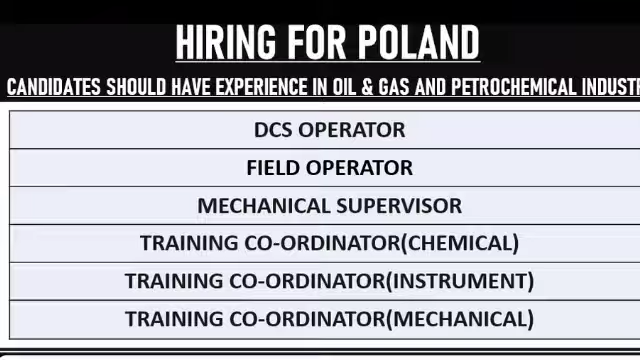 HIRING FOR POLAND
CANDIDATES SHOULD HAVE EXPERIENCE IN OIL & GAS AND PETROCHEMICAL INDUSTR
DCS OPERATOR
FIELD OPERATOR
MECHANICAL SUPERVISOR
TRAINING CO-ORDINATOR(CHEMICAL)
TRAINING CO-ORDINATOR(INSTRUMENT)
TRAINING CO-ORDINATOR(MECHANICAL)